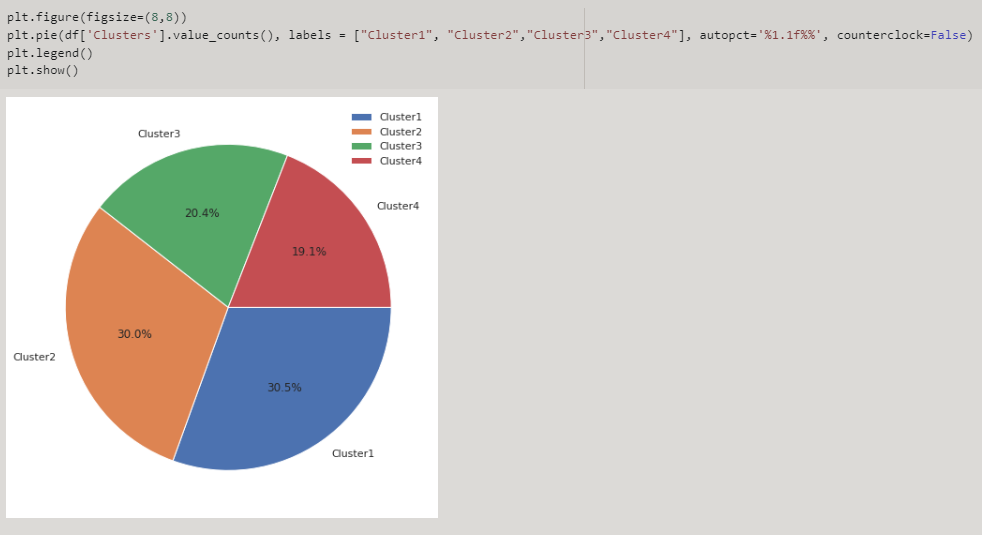 plt.figure(figsize=(8,8))
plt.pie(df['Clusters'].value_counts(), labels = ["Cluster1", "Cluster2","Cluster3","Cluster4"], autopct='%1.1f%%', counterclock=False)
plt.legend()
plt.show()
Cluster1
Cluster2
Cluster3
Cluster4
Cluster3
Cluster4
20.4%
19.1%
30.0%
Cluster2
30.5%
Cluster1